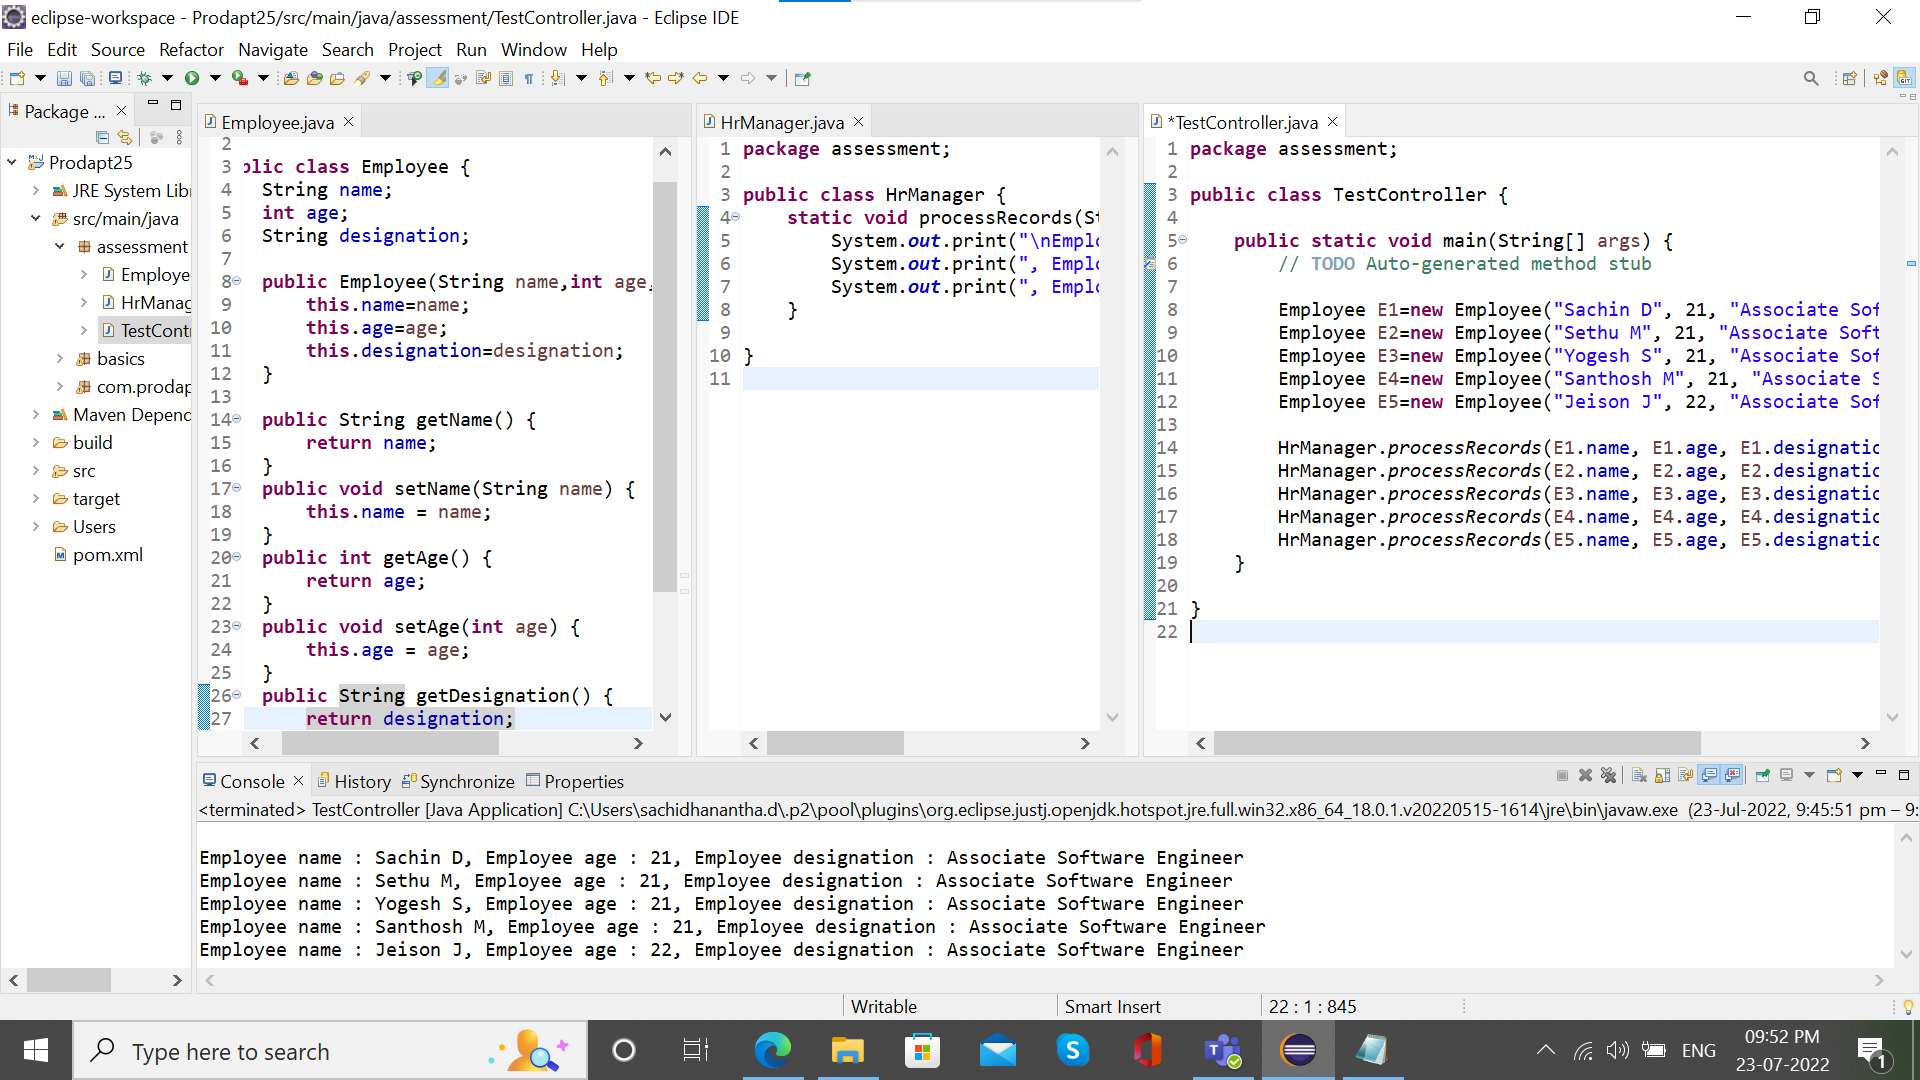 eclipse-workspace - Prodapt25/src/main/java/assessment/TestController.java - Eclipse IDE
File Edit Source Refactor Navigate Search Project Run Window Help
Package ...
Prodapt25
JRE System Libr
src/main/java
assessment
Employe
HrManag
TestContr
basics
com.prodap
Maven Depend
build
src
target
Users
pom.xml
Employee.java
2
3 blic class Employee {
4 String name;
5 int age;
6 String designation;
7
8 public Employee(String name,int age,
9 this.name=name;
10 this.age=age;
11 this.designation=designation;
12 }
13
14 public String getName() {
15 return name;
16 }
17 public void setName(String name) {
18 this.name = name;
19 }
20 public int getAge() {
21 return age;
22 }
23 public void setAge(int age) {
24 this.age = age;
25 }
26 public String getDesignation() {
27 return designation;
HrManager.java
1 package assessment;
2
3 public class HrManager {
4 static void processRecords(St
5 System.out.print("\nEmplo
6 System.out.print(", Emplo
7 System.out.print(", Emplo
8 }
9
10 }
11
*TestController.java
1 package assessment;
2
3 public class TestController {
4
5 public static void main(String[] args) {
6 // TODO Auto-generated method stub
7
8 Employee E1=new Employee("Sachin D", 21, "Associate Sof
9 Employee E2=new Employee("Sethu M", 21, "Associate Soft
10 Employee E3=new Employee("Yogesh S", 21, "Associate Sof
11 Employee E4=new Employee("Santhosh M", 21, "Associate S
12 Employee E5=new Employee("Jeison J", 22, "Associate Sof
13
14 HrManager.processRecords(E1.name, E1.age, E1.designatio
15 HrManager.processRecords(E2.name, E2.age, E2.designatio
16 HrManager.processRecords(E3.name, E3.age, E3.designatio
17 HrManager.processRecords(E4.name, E4.age, E4.designatio
18 HrManager.processRecords(E5.name, E5.age, E5.designatio
19 }
20
21 }
22
Console History Synchronize Properties
<terminated> TestController [Java Application] C:\Users\sachidhanantha.d\.p2\pool\plugins\org.eclipse.justj.openjdk.hotspot.jre.full.win32.x86_64_18.0.1.v20220515-1614\jre\bin\javaw.exe (23-Jul-2022, 9:45:51 pm – 9:
Employee name : Sachin D, Employee age : 21, Employee designation : Associate Software Engineer
Employee name : Sethu M, Employee age : 21, Employee designation : Associate Software Engineer
Employee name : Yogesh S, Employee age : 21, Employee designation : Associate Software Engineer
Employee name : Santhosh M, Employee age : 21, Employee designation : Associate Software Engineer
Employee name : Jeison J, Employee age : 22, Employee designation : Associate Software Engineer
Writable Smart Insert 22 : 1 : 845
Type here to search
ENG
09:52 PM
23-07-2022
1